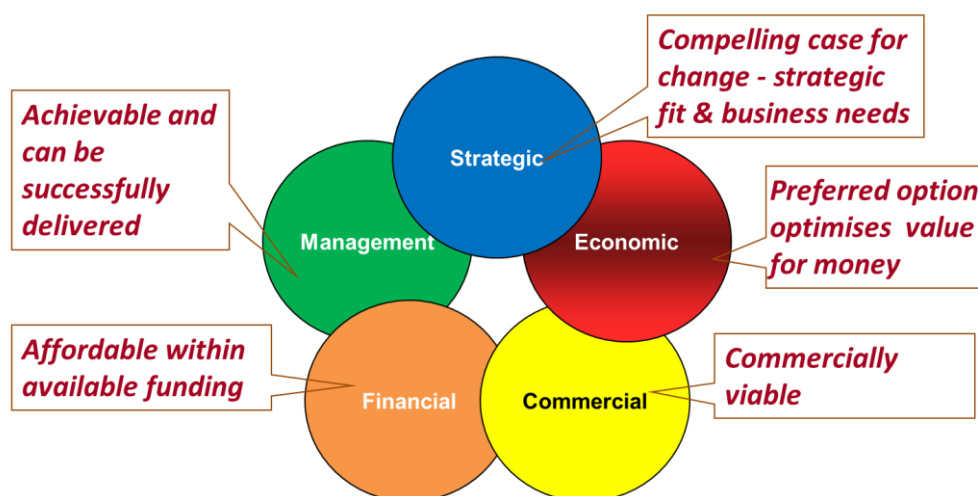 Compelling case for
change - strategic
fit & business needs
Achievable and
can be
successfully
delivered
Strategic
Preferred option
optimises value
for money
Management
Economic
Affordable within
available funding
Commercially
viable
Financial
Commercial